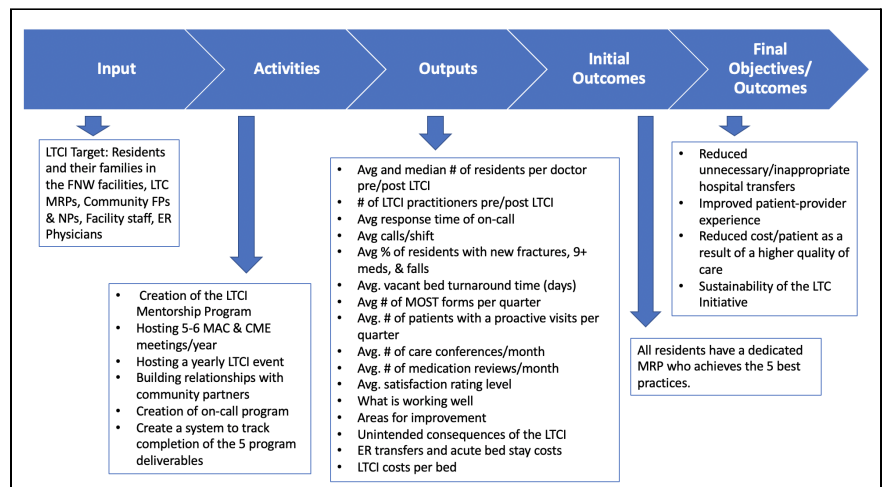 Input
Activities
Outputs
Initial
Outcomes
Final
Objectives/
Outcomes
LTCI Target: Residents
and their families in
the FNW facilities, LTC
MRPs, Community FPs
& NPs, Facility staff, ER
Physicians
• Creation of the LTCI
Mentorship Program
• Hosting 5-6 MAC & CME
meetings/year
• Hosting a yearly LTCI event
• Building relationships with
community partners
• Creation of on-call program
• Create a system to track
completion of the 5 program
deliverables
• Avg and median # of residents per doctor
pre/post LTCI
• # of LTCI practitioners pre/post LTCI
• Avg response time of on-call
• Avg calls/shift
• Avg % of residents with new fractures, 9+
meds, & falls
• Avg. vacant bed turnaround time (days)
• Avg # of MOST forms per quarter
• Avg. # of patients with a proactive visits per
quarter
• Avg. # of care conferences/month
• Avg. # of medication reviews/month
• Avg. satisfaction rating level
• What is working well
• Areas for improvement
• Unintended consequences of the LTCI
• ER transfers and acute bed stay costs
• LTCI costs per bed
All residents have a dedicated
MRP who achieves the 5 best
practices.
• Reduced
unnecessary/inappropriate
hospital transfers
• Improved patient-provider
experience
• Reduced cost/patient as a
result of a higher quality of
care
• Sustainability of the LTC
Initiative